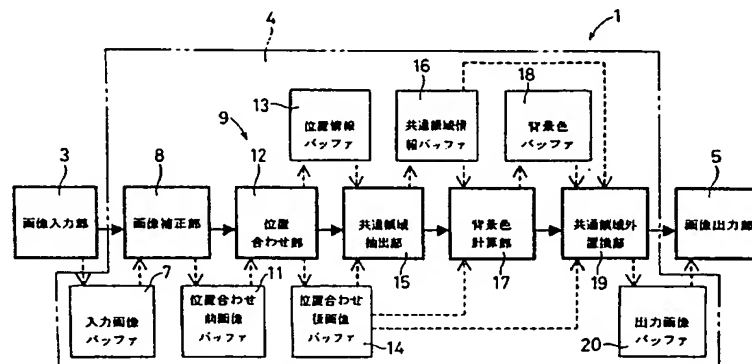 1
4
16
18
13
位置情報
バッファ
共通領域情
報バッファ
背景色
バッファ
9
3
8
12
5
画像入力部
画像補正部
位置
合わせ部
共通領域
抽出部
背景色
計算部
共通領域外
置換部
画像出力部
7
11
15
17
19
入力画像
バッファ
位置合わせ
前画像
バッファ
位置合わせ
後画像
バッファ
14
出力画像
バッファ
20